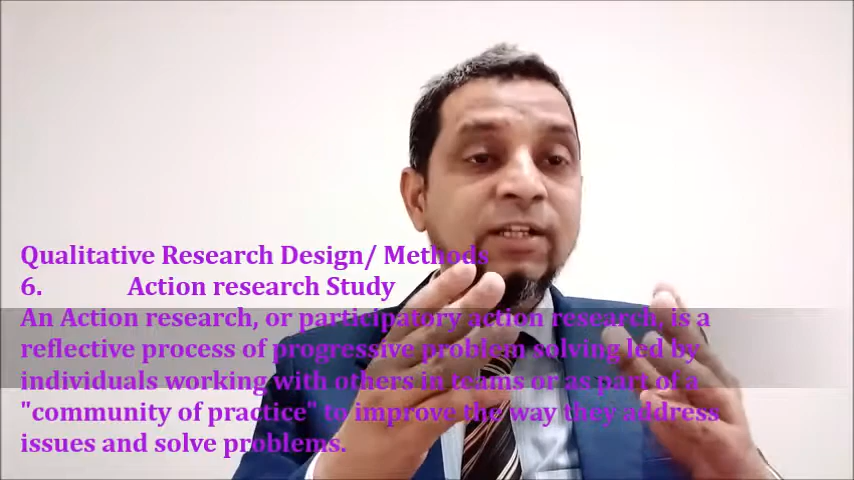 Qualitative Research Design/ Methods
6. Action research Study
An Action research, or participatory action research, is a
reflective process of progressive problem solving led by
individuals working with others in teams or as part of a
"community of practice" to improve the way they address
issues and solve problems.